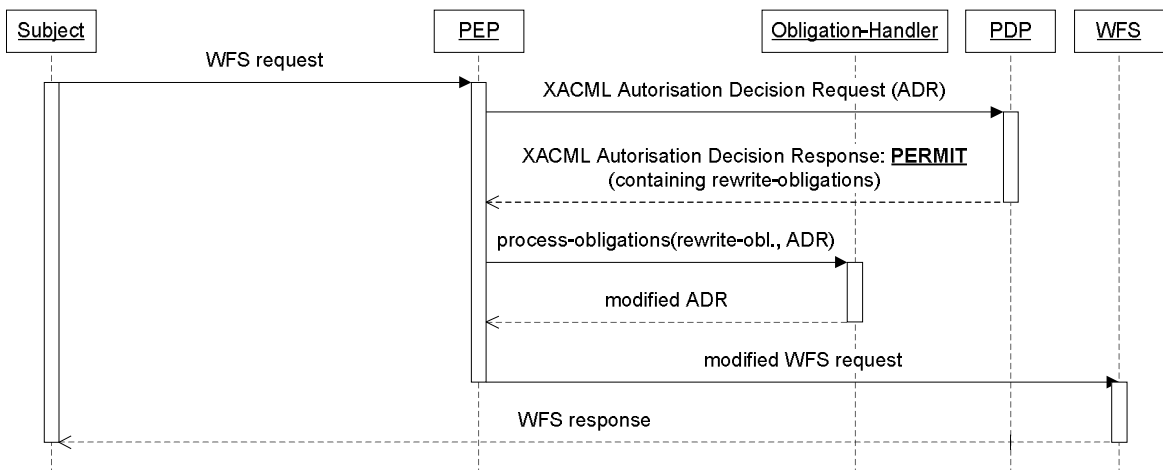 Subject
PEP
Obligation-Handler
PDP
WFS
WFS request
XACML Autorisation Decision Request (ADR)
XACML Autorisation Decision Response: PERMIT
(containing rewrite-obligations)
process-obligations(rewrite-obl., ADR)
modified ADR
modified WFS request
WFS response